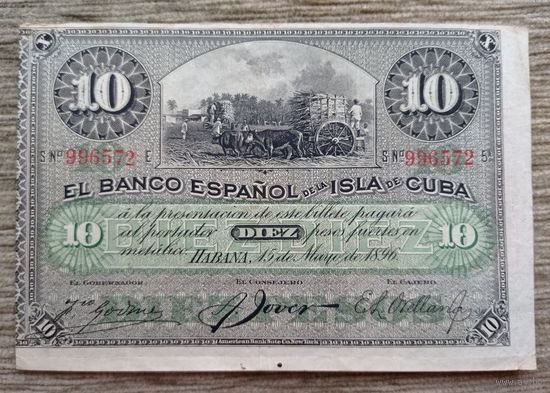 X X
10 10
S Nº 996572 E S Nº 996572 5ª
EL BANCO ESPAÑOL DE LA ISLA DE CUBA
á la presentacion de este billete pagará
10 al portador DIEZ pesos fuertes en 10
metálico. HABANA, 15 de Mayo de 1896.
EL GOBERNADOR EL CONSEJERO EL CAJERO
10 10
American Bank Note Co. New York